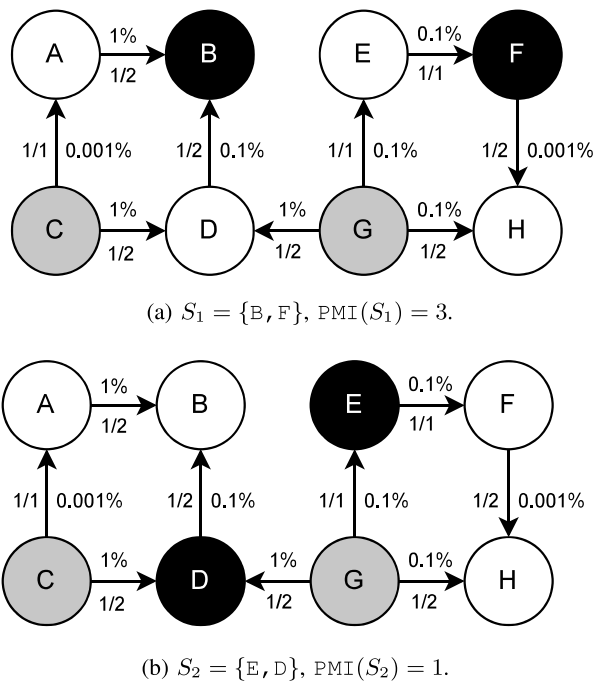 1%
0.1%
A
B
E
F
1/2
1/1
1/1 0.001%
1/2 0.1%
1/1 0.1%
1/2 0.001%
1%
1%
0.1%
C
D
G
H
1/2
1/2
1/2
(a) S₁ = {B, F}, PMI(S₁) = 3.
1%
0.1%
A
B
E
F
1/2
1/1
1/1 0.001%
1/2 0.1%
1/1 0.1%
1/2 0.001%
1%
1%
0.1%
C
D
G
H
1/2
1/2
1/2
(b) S₂ = {E, D}, PMI(S₂) = 1.